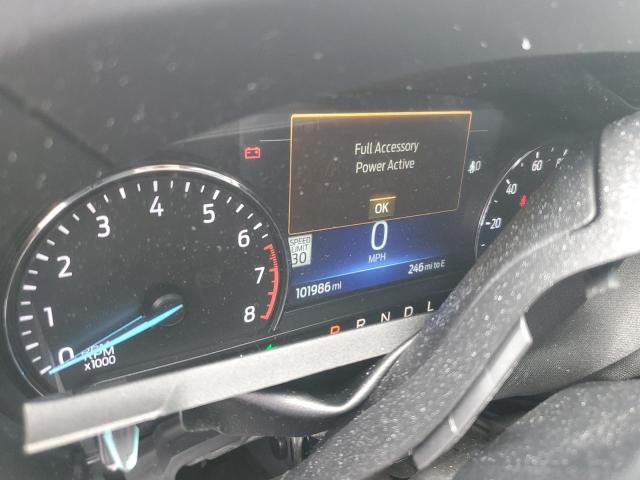 Full Accessory
Power Active
OK
SPEED
LIMIT
30
0
MPH
101986 mi
246 mi to E
P R N D L
0
1
2
3
4
5
6
7
8
RPM
x1000
20
40
60